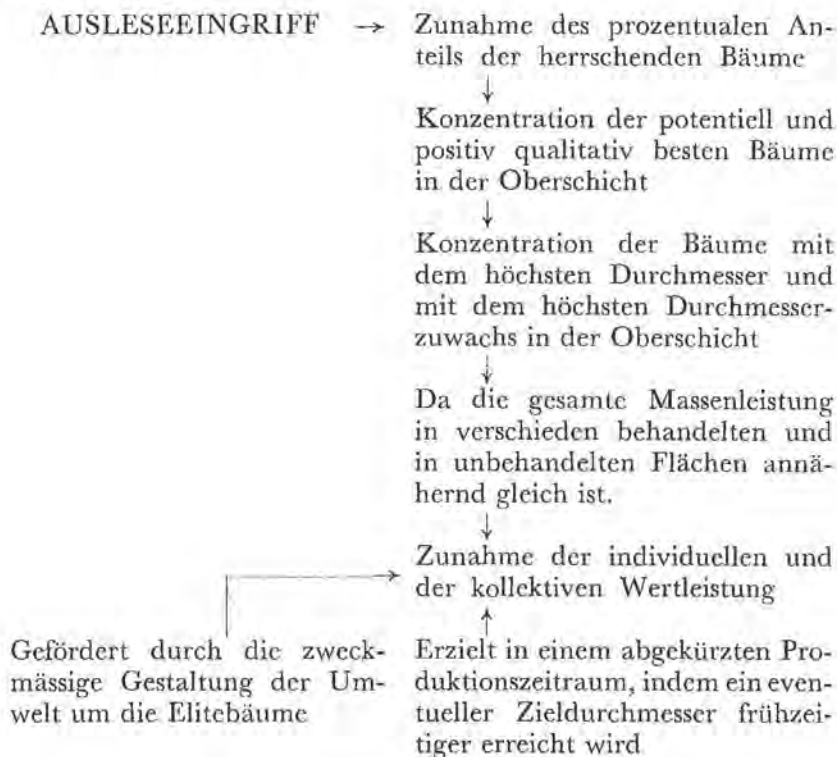 AUSLESEEINGRIFF → Zunahme des prozentualen An-
teils der herrschenden Bäume
↓
Konzentration der potentiell und
positiv qualitativ besten Bäume
in der Oberschicht
↓
Konzentration der Bäume mit
dem höchsten Durchmesser und
mit dem höchsten Durchmesser-
zuwachs in der Oberschicht
↓
Da die gesamte Massenleistung
in verschieden behandelten und
in unbehandelten Flächen annä-
hernd gleich ist.
↓
→ Zunahme der individuellen und
der kollektiven Wertleistung
↑
Gefördert durch die zweck-
mässige Gestaltung der Um-
welt um die Elitebäume
Erzielt in einem abgekürzten Pro-
duktionszeitraum, indem ein even-
tueller Zieldurchmesser frühzei-
tiger erreicht wird